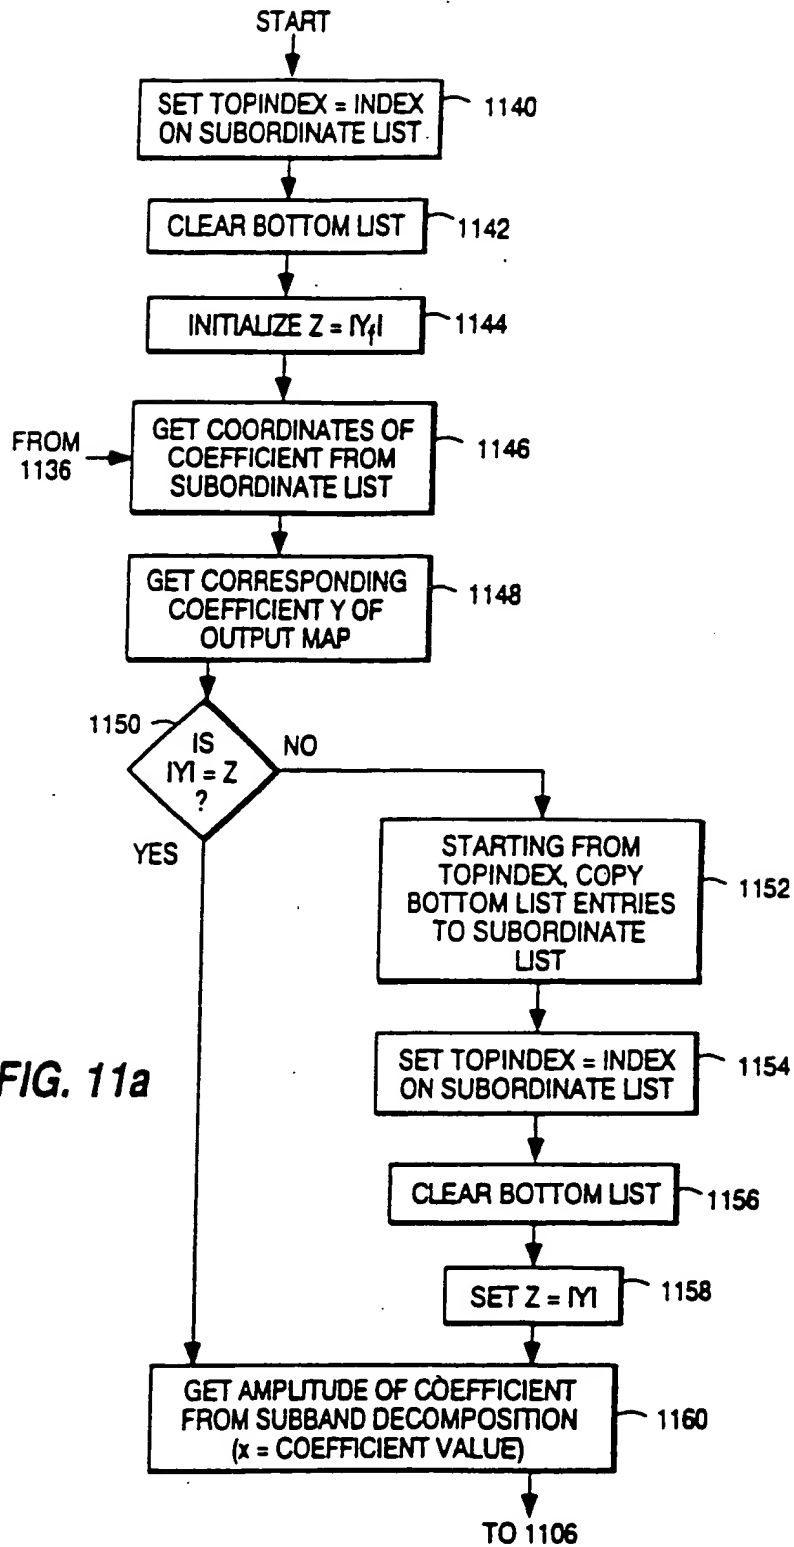 START
SET TOPINDEX = INDEX
ON SUBORDINATE LIST
1140
CLEAR BOTTOM LIST
1142
INITIALIZE Z = |Yf|
1144
FROM
1136
GET COORDINATES OF
COEFFICIENT FROM
SUBORDINATE LIST
1146
GET CORRESPONDING
COEFFICIENT Y OF
OUTPUT MAP
1148
1150
IS
|Y| = Z
?
NO
YES
STARTING FROM
TOPINDEX, COPY
BOTTOM LIST ENTRIES
TO SUBORDINATE
LIST
1152
SET TOPINDEX = INDEX
ON SUBORDINATE LIST
1154
FIG. 11a
CLEAR BOTTOM LIST
1156
SET Z = |Y|
1158
GET AMPLITUDE OF COEFFICIENT
FROM SUBBAND DECOMPOSITION
(x = COEFFICIENT VALUE)
1160
TO 1106